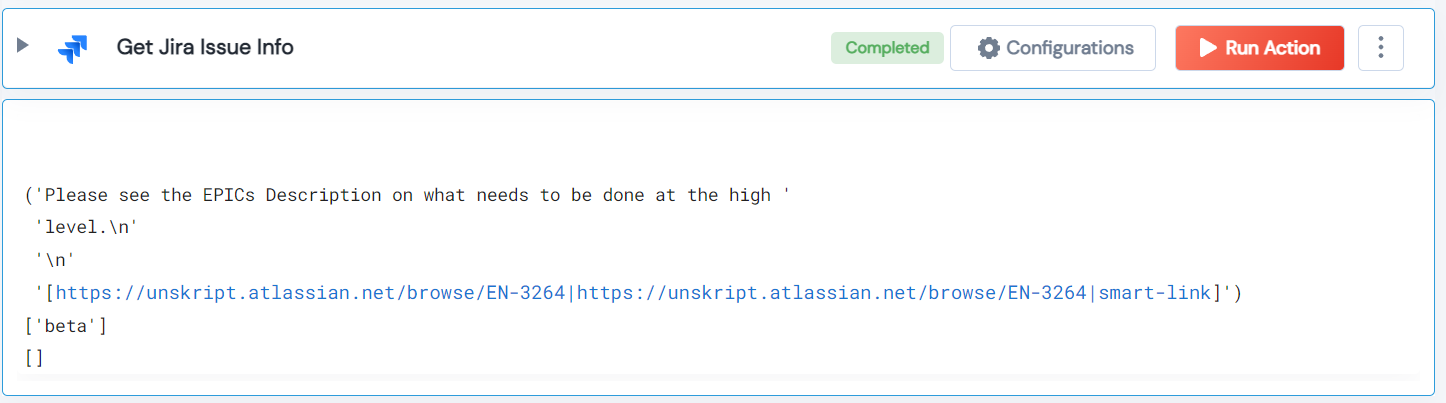 Get Jira Issue Info
Completed
Configurations
Run Action
('Please see the EPICs Description on what needs to be done at the high '
'level.\n'
'\n'
'[https://unskript.atlassian.net/browse/EN-3264|https://unskript.atlassian.net/browse/EN-3264|smart-link]')
['beta']
[]